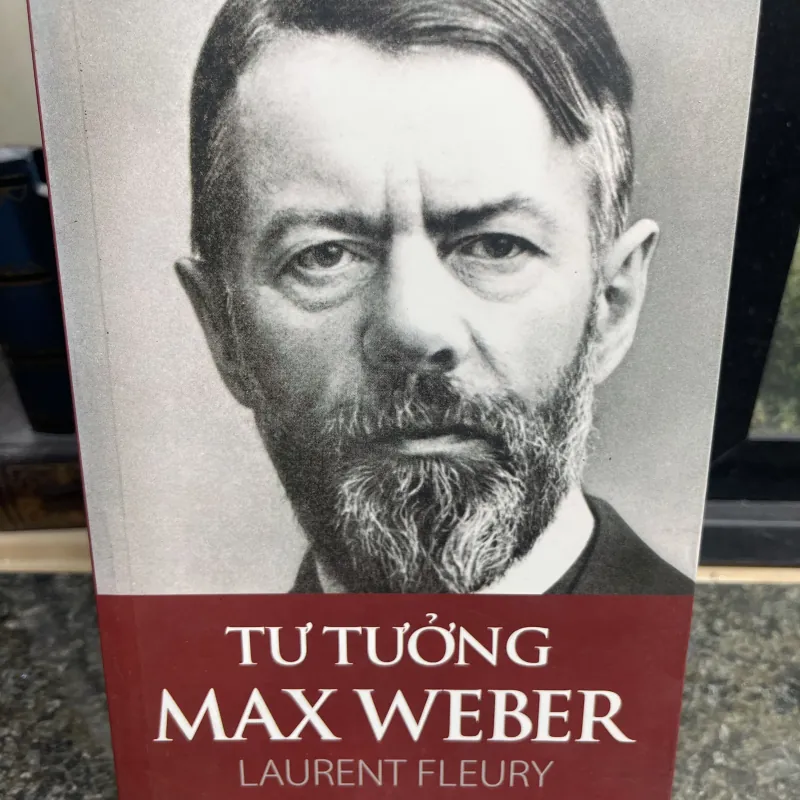 TƯ TƯỞNG
MAX WEBER
LAURENT FLEURY